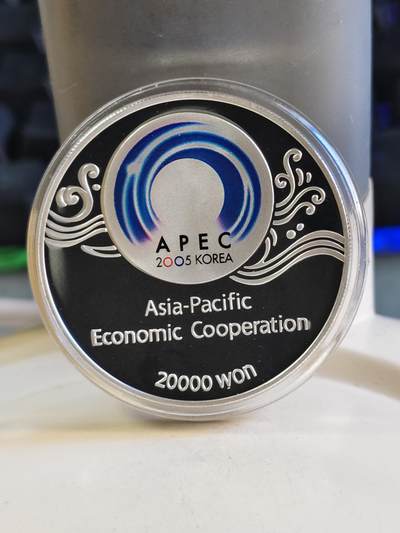 APEC
2005 KOREA
Asia-Pacific
Economic Cooperation
20000 won